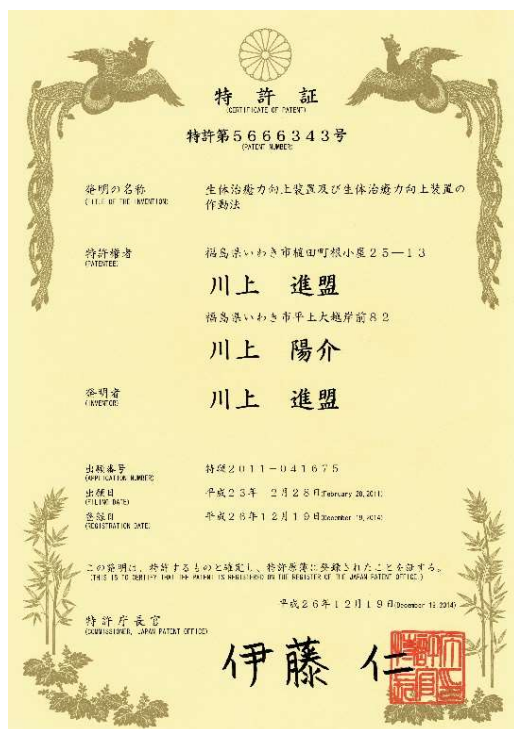 特許証
(CERTIFICATE OF PATENT)
特許第5666343号
(PATENT NUMBER)
発明の名称
(TITLE OF THE INVENTION)
生体治癒力向上装置及び生体治癒力向上装置の
作動法
特許権者
(PATENTEE)
福島県いわき市植田町根小屋25―13
川上 進盟
福島県いわき市平上大越岸前82
川上 陽介
発明者
(INVENTOR)
川上 進盟
出願番号
(APPLICATION NUMBER)
特願2011-041675
出願日
(FILING DATE)
平成23年 2月28日(February 28,2011)
登録日
(REGISTRATION DATE)
平成26年12月19日(December 19,2014)
この発明は、特許するものと確定し、特許原簿に登録されたことを証する。
(THIS IS TO CERTIFY THAT THE PATENT IS REGISTERED ON THE REGISTER OF THE JAPAN PATENT OFFICE.)
平成26年12月19日(December 19,2014)
特許庁長官
(COMMISSIONER, JAPAN PATENT OFFICE)
伊藤 仁